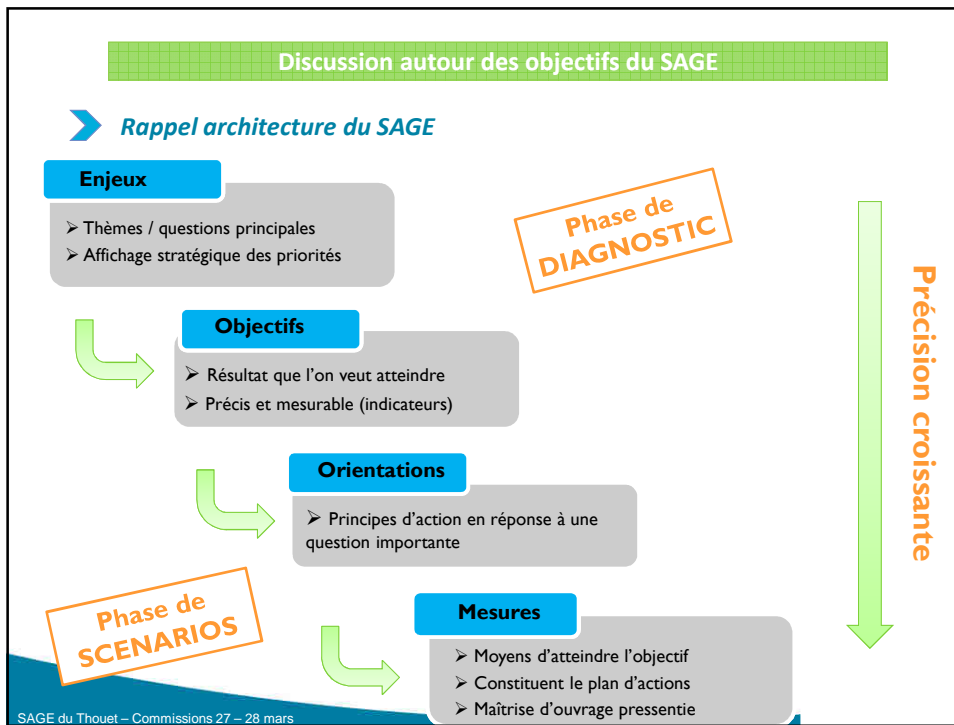 Discussion autour des objectifs du SAGE
Rappel architecture du SAGE
Enjeux
➢ Thèmes / questions principales
➢ Affichage stratégique des priorités
Phase de
DIAGNOSTIC
Objectifs
➢ Résultat que l’on veut atteindre
➢ Précis et mesurable (indicateurs)
Précision croissante
Orientations
➢ Principes d’action en réponse à une
question importante
Phase de
SCENARIOS
Mesures
➢ Moyens d’atteindre l’objectif
➢ Constituent le plan d’actions
➢ Maîtrise d’ouvrage pressentie
SAGE du Thouet – Commissions 27 – 28 mars